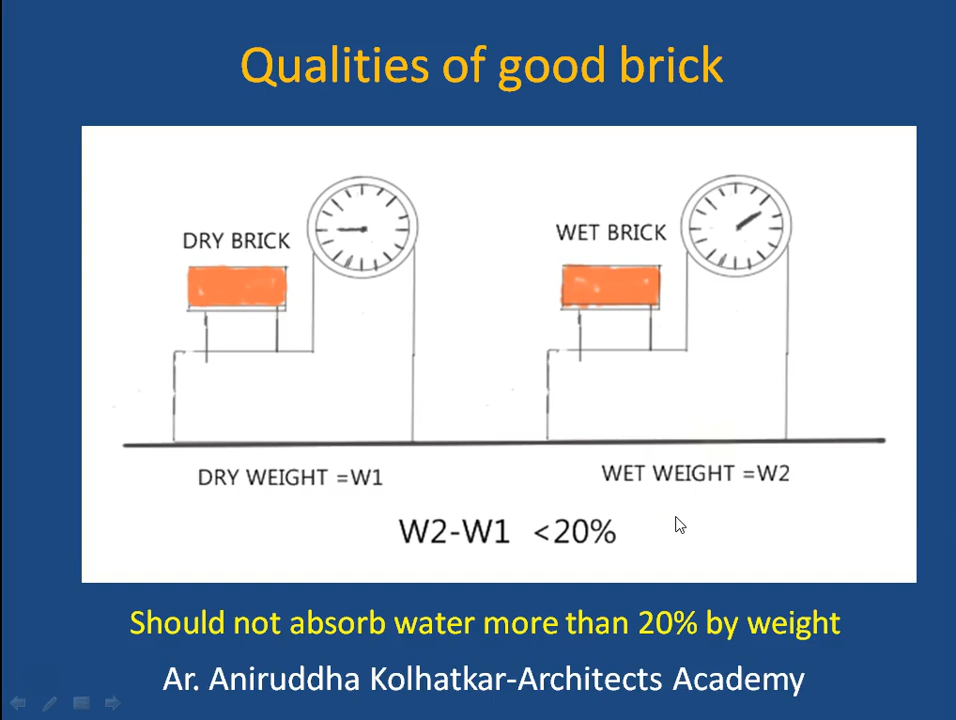 Qualities of good brick
DRY BRICK
WET BRICK
DRY WEIGHT =W1
WET WEIGHT =W2
W2-W1 <20%
Should not absorb water more than 20% by weight
Ar. Aniruddha Kolhatkar-Architects Academy